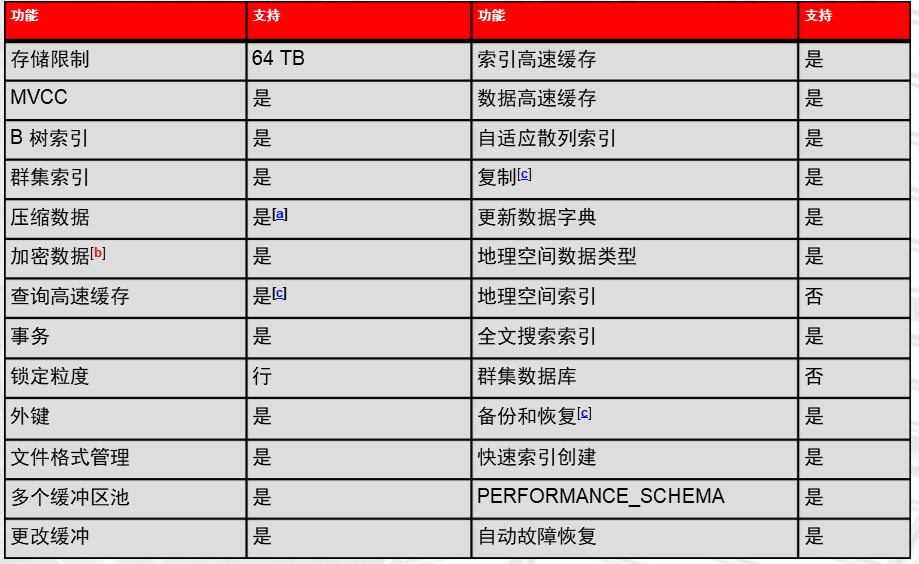 功能 支持 功能 支持
存储限制 64 TB 索引高速缓存 是
MVCC 是 数据高速缓存 是
B 树索引 是 自适应散列索引 是
群集索引 是 复制[c] 是
压缩数据 是[a] 更新数据字典 是
加密数据[b] 是 地理空间数据类型 是
查询高速缓存 是[c] 地理空间索引 否
事务 是 全文搜索索引 是
锁定粒度 行 群集数据库 否
外键 是 备份和恢复[c] 是
文件格式管理 是 快速索引创建 是
多个缓冲区池 是 PERFORMANCE_SCHEMA 是
更改缓冲 是 自动故障恢复 是